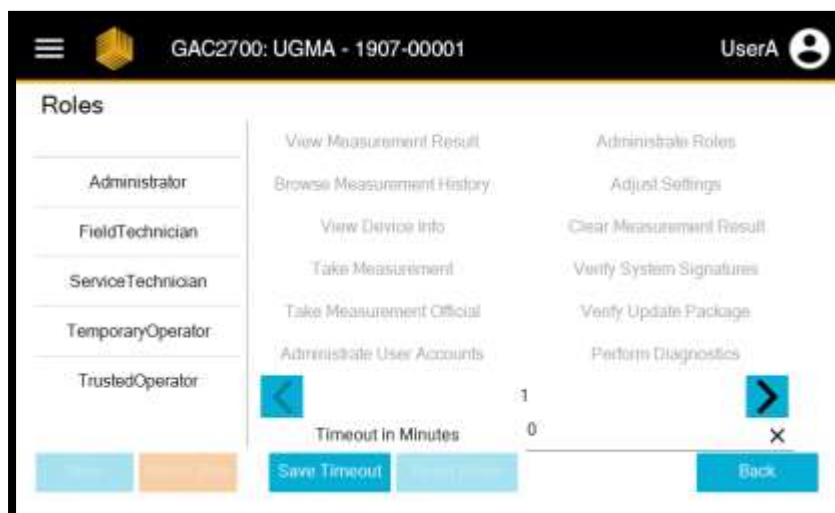 GAC2700: UGMA - 1907-00001 UserA
Roles
View Measurement Result Administrate Roles
Administrator Browse Measurement History Adjust Settings
FieldTechnician View Device Info Clear Measurement Result
ServiceTechnician Take Measurement Verify System Signatures
TemporaryOperator Take Measurement Official Verify Update Package
TrustedOperator Administrate User Accounts Perform Diagnostics
1
Timeout in Minutes 0
Save Timeout Back